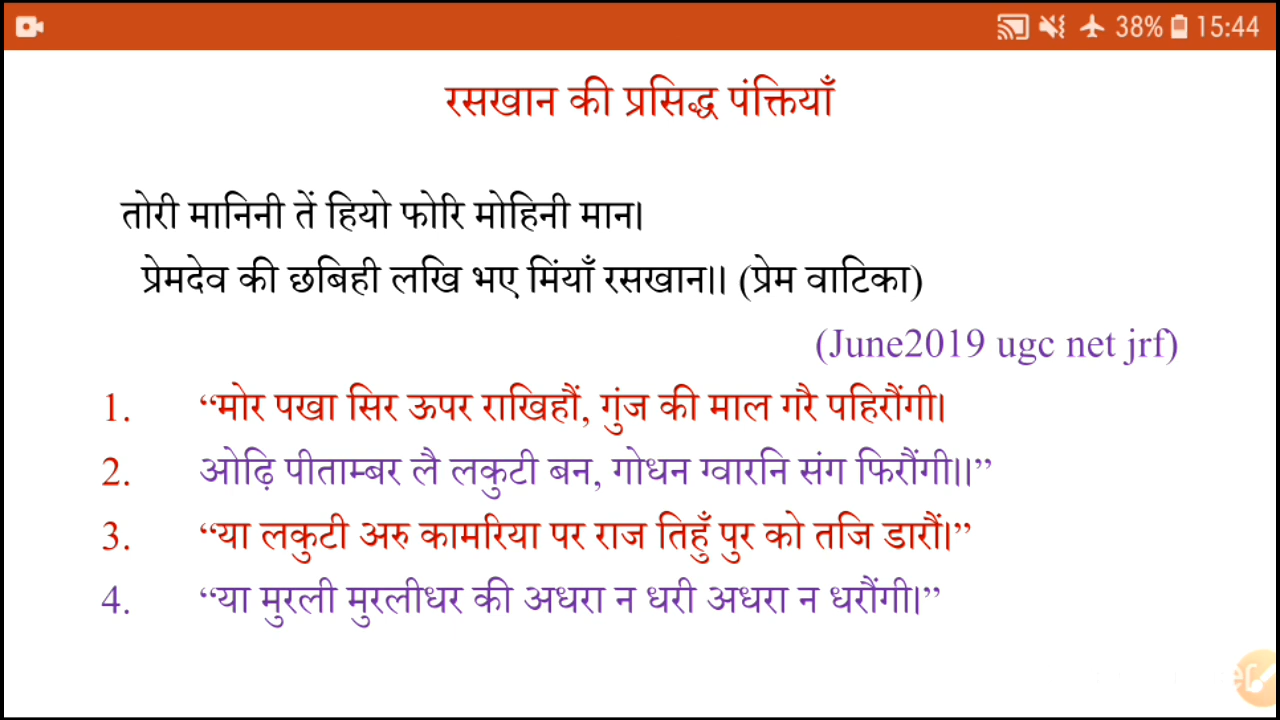 38% 15:44
रसखान की प्रसिद्ध पंक्तियाँ
तोरी मानिनी तें हियो फोरि मोहिनी मान।
प्रेमदेव की छबिही लखि भए मिंयाँ रसखान।। (प्रेम वाटिका)
(June2019 ugc net jrf)
1. “मोर पखा सिर ऊपर राखिहौं, गुंज की माल गरै पहिरौंगी।
2. ओढ़ि पीताम्बर लै लकुटी बन, गोधन ग्वारनि संग फिरौंगी।।”
3. “या लकुटी अरु कामरिया पर राज तिहुँ पुर को तजि डारौं।”
4. “या मुरली मुरलीधर की अधरा न धरी अधरा न धरौंगी।”